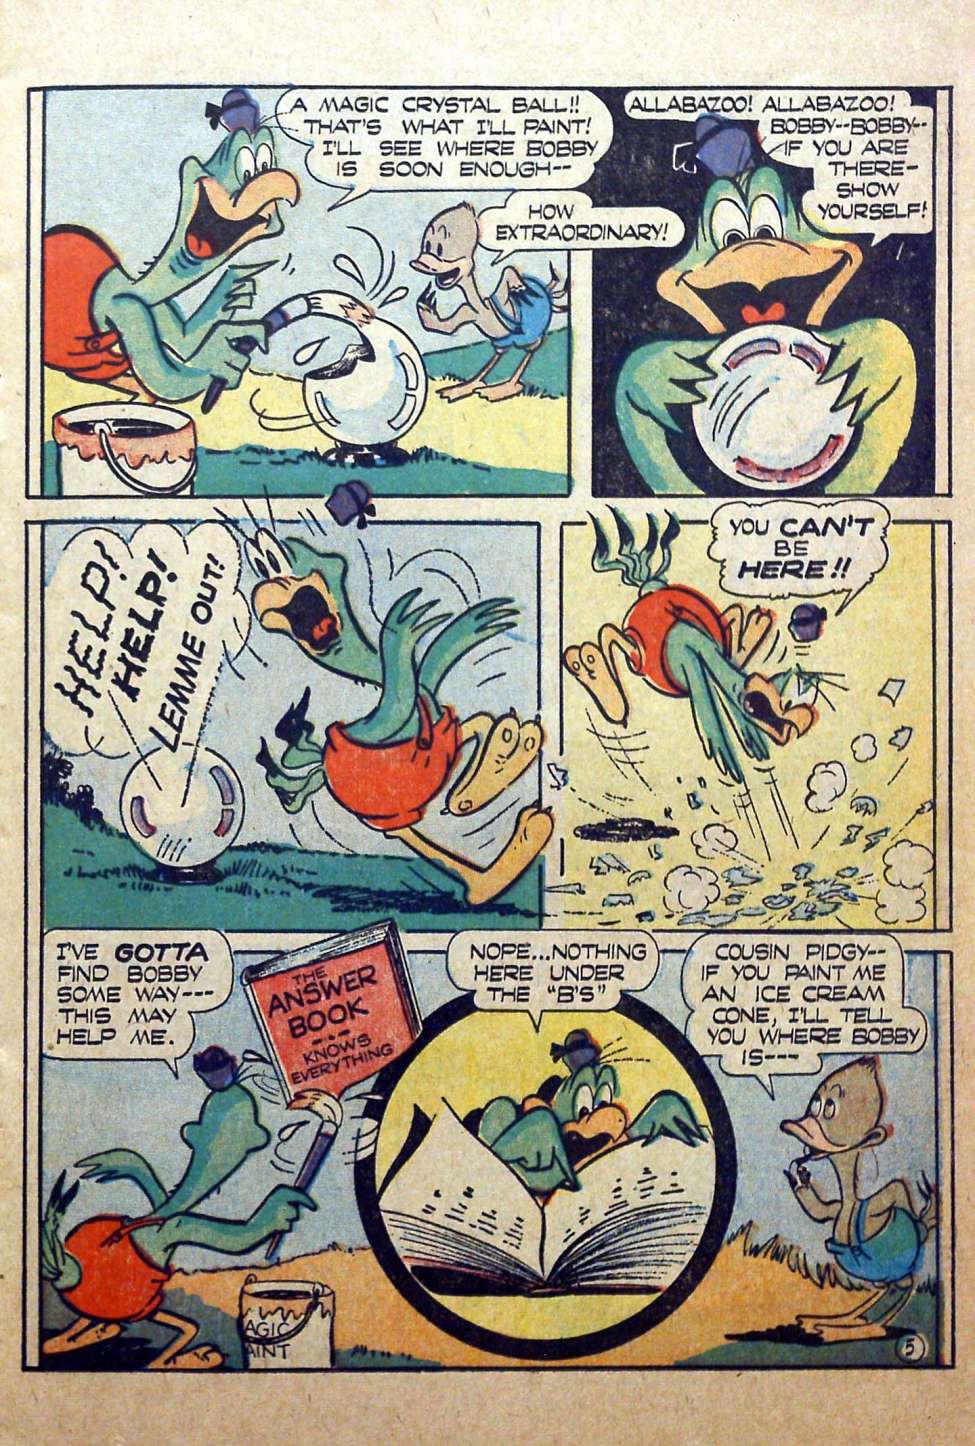 A MAGIC CRYSTAL BALL!!
THAT'S WHAT I'LL PAINT!
I'LL SEE WHERE BOBBY
IS SOON ENOUGH--
HOW
EXTRAORDINARY!
ALLABAZOO! ALLABAZOO!
BOBBY--BOBBY--
IF YOU ARE
THERE-
SHOW
YOURSELF!
HELP!
HELP!
LEMME OUT!
YOU CAN'T
BE
HERE!!
I'VE GOTTA
FIND BOBBY
SOME WAY---
THIS MAY
HELP ME.
THE
ANSWER
BOOK
--
KNOWS
EVERYTHING
AGIC
AINT
NOPE...NOTHING
HERE UNDER
THE "B'S"
COUSIN PIDGY--
IF YOU PAINT ME
AN ICE CREAM
CONE, I'LL TELL
YOU WHERE BOBBY
IS---
5